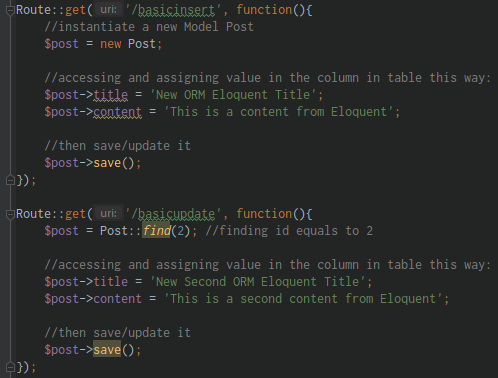 Route::get( uri: '/basicinsert', function(){
//instantiate a new Model Post
$post = new Post;
//accessing and assigning value in the column in table this way:
$post->title = 'New ORM Eloquent Title';
$post->content = 'This is a content from Eloquent';
//then save/update it
$post->save();
});
Route::get( uri: '/basicupdate', function(){
$post = Post::find(2); //finding id equals to 2
//accessing and assigning value in the column in table this way:
$post->title = 'New Second ORM Eloquent Title';
$post->content = 'This is a second content from Eloquent';
//then save/update it
$post->save();
});